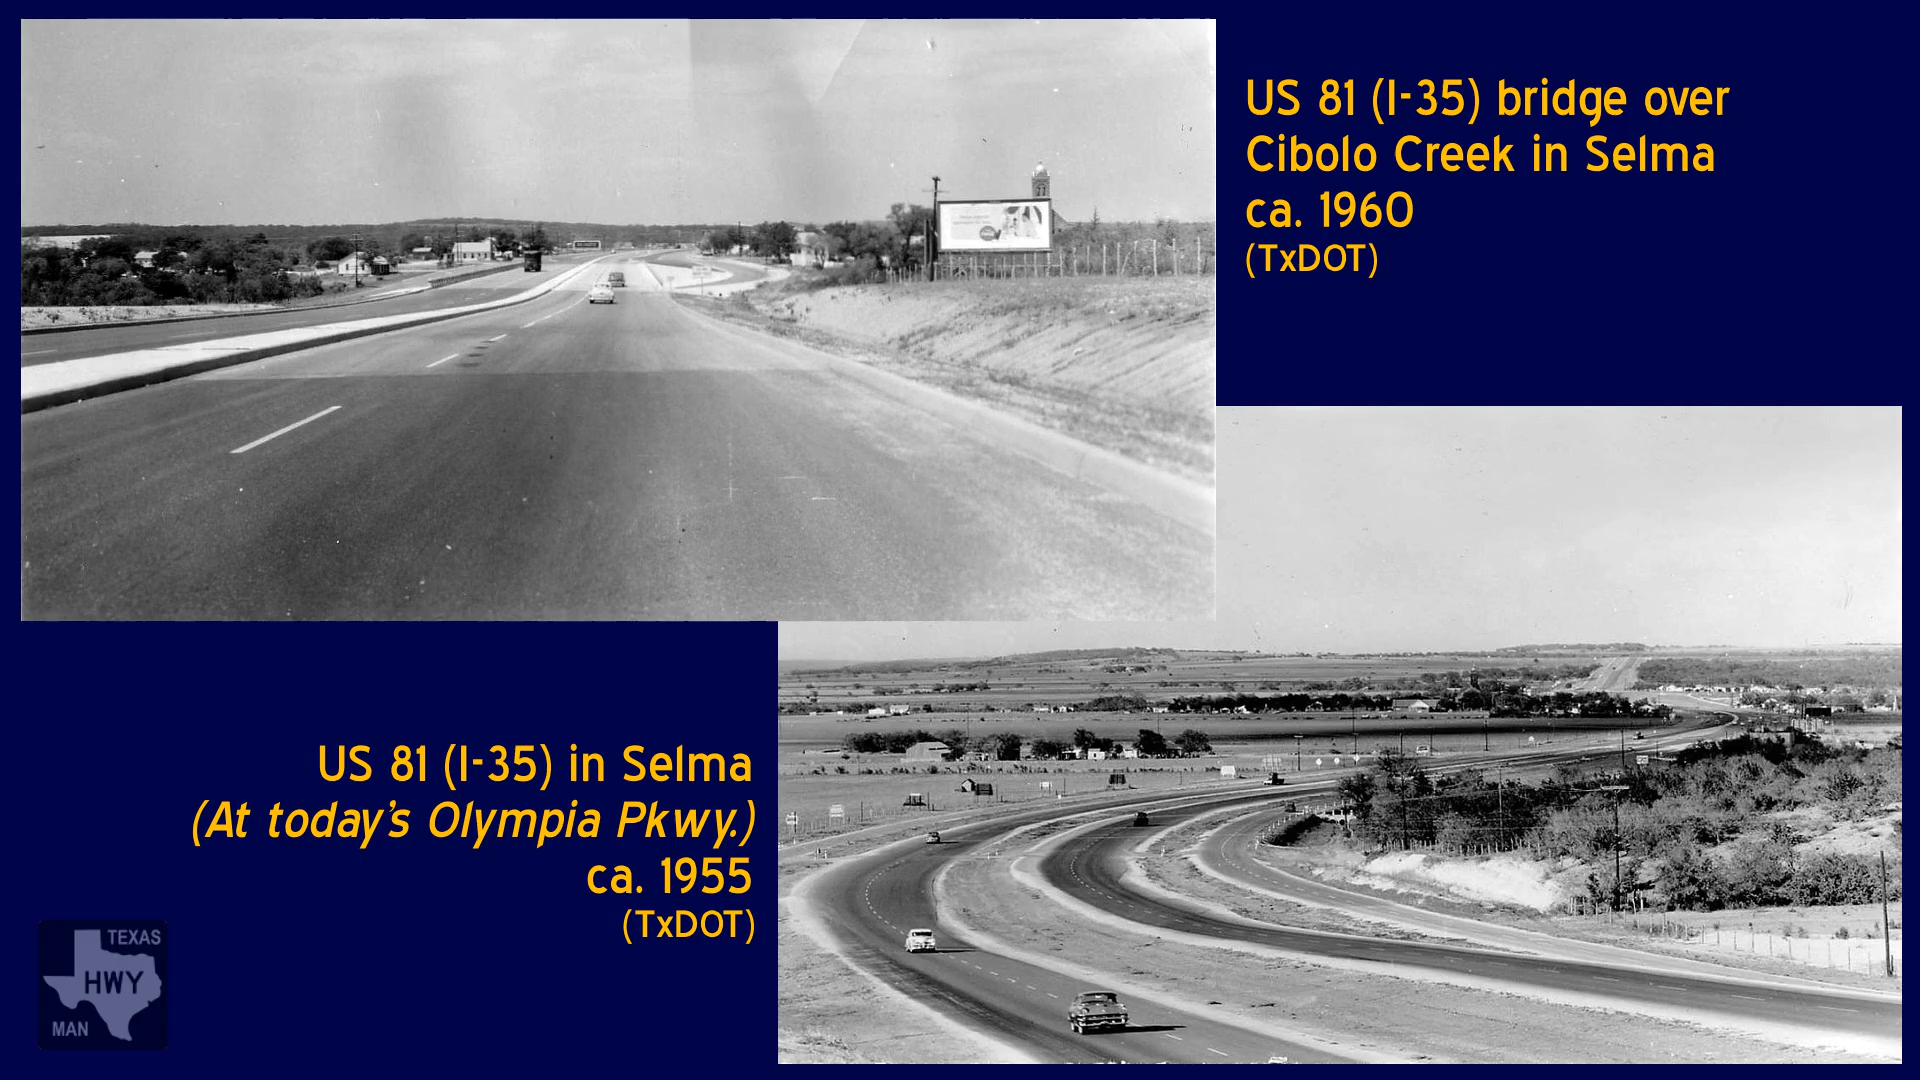 US 81 (I-35) bridge over
Cibolo Creek in Selma
ca. 1960
(TxDOT)
US 81 (I-35) in Selma
(At today's Olympia Pkwy.)
ca. 1955
(TxDOT)
TEXAS
HWY
MAN